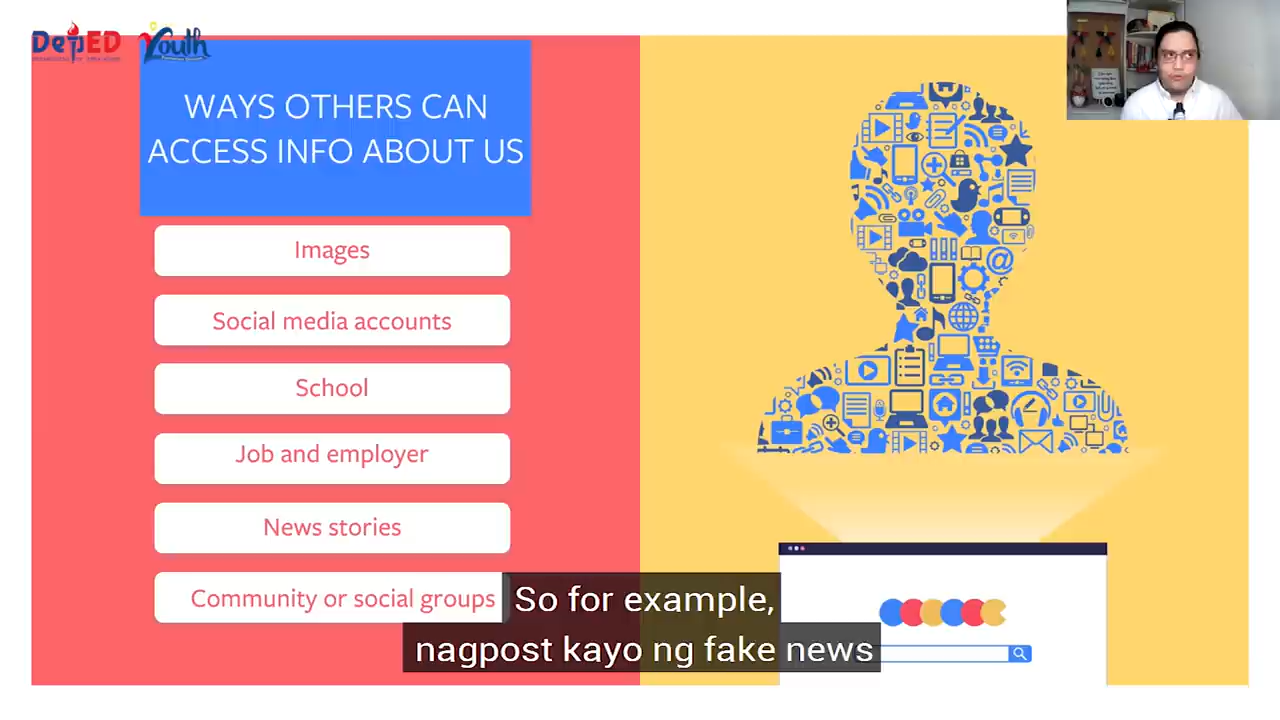 DepED
Youth
WAYS OTHERS CAN
ACCESS INFO ABOUT US
Images
Social media accounts
School
Job and employer
News stories
Community or social groups
So for example,
nagpost kayo ng fake news